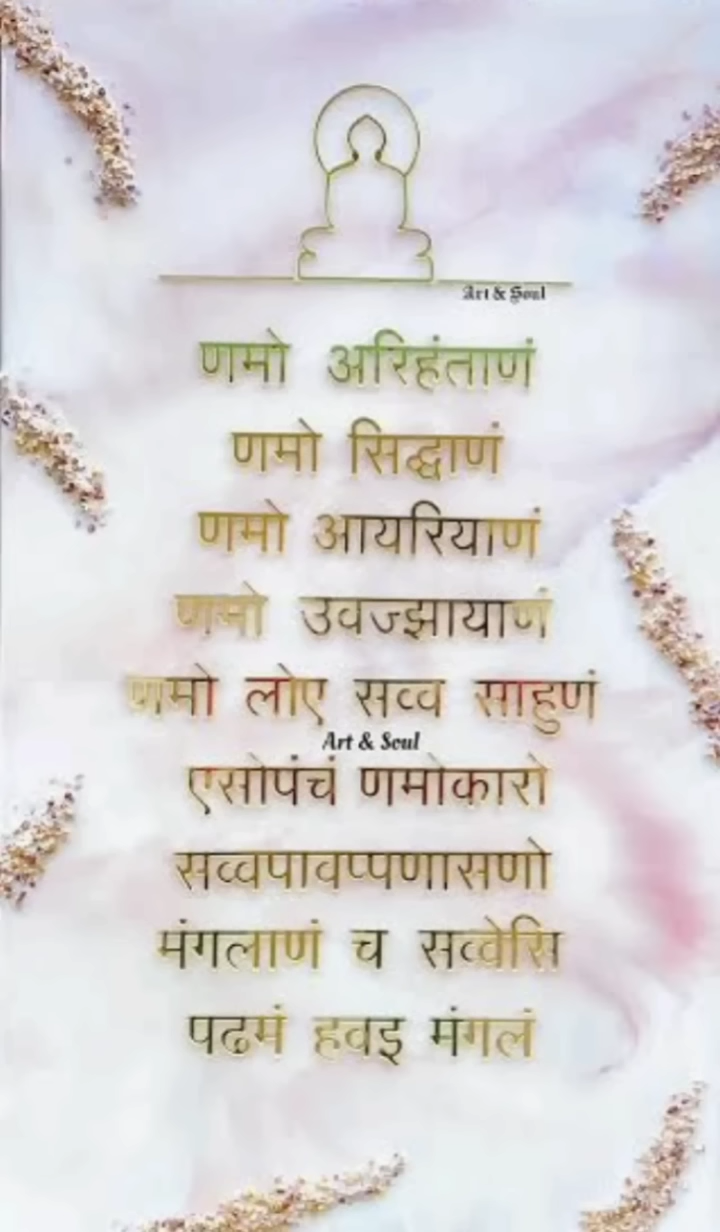 Art & Soul
णमो अरिहंताणं
णमो सिद्धाणं
णमो आयरियाणं
णमो उवज्झायाणं
णमो लोए सव्व साहुणं
Art & Soul
एसोपंचं णमोकारो
सव्वपावप्पणासणो
मंगलाणं च सव्वेसि
पढमं हवइ मंगलं